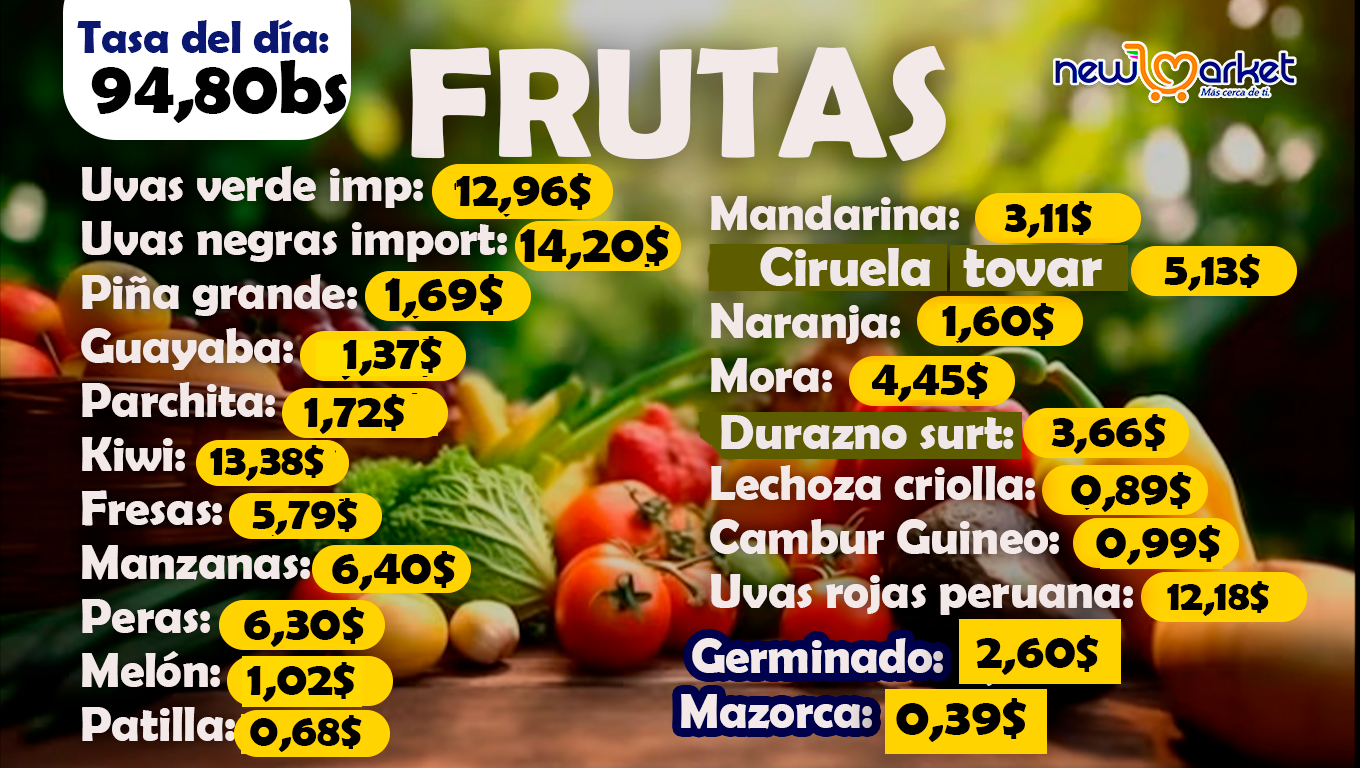 Tasa del día:
94,80bs
FRUTAS
new market
Más cerca de ti.
Uvas verde imp: 12,96$
Uvas negras import: 14,20$
Piña grande: 1,69$
Guayaba: 1,37$
Parchita: 1,72$
Kiwi: 13,38$
Fresas: 5,79$
Manzanas: 6,40$
Peras: 6,30$
Melón: 1,02$
Patilla: 0,68$
Mandarina: 3,11$
Ciruela tovar 5,13$
Naranja: 1,60$
Mora: 4,45$
Durazno surt: 3,66$
Lechoza criolla: 0,89$
Cambur Guineo: 0,99$
Uvas rojas peruana: 12,18$
Germinado: 2,60$
Mazorca: 0,39$